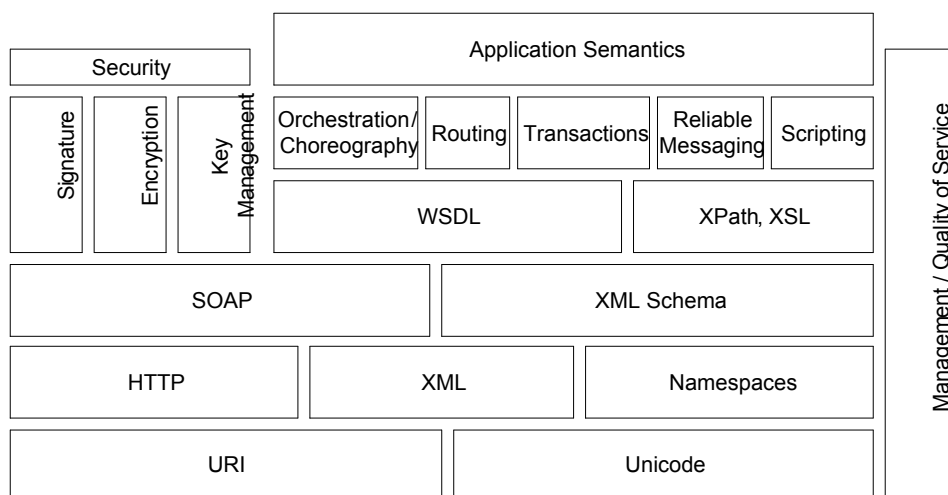 Application Semantics
Security
Signature
Encryption
Key
Management
Orchestration/
Choreography
Routing
Transactions
Reliable
Messaging
Scripting
WSDL
XPath, XSL
SOAP
XML Schema
HTTP
XML
Namespaces
URI
Unicode
Management / Quality of Service